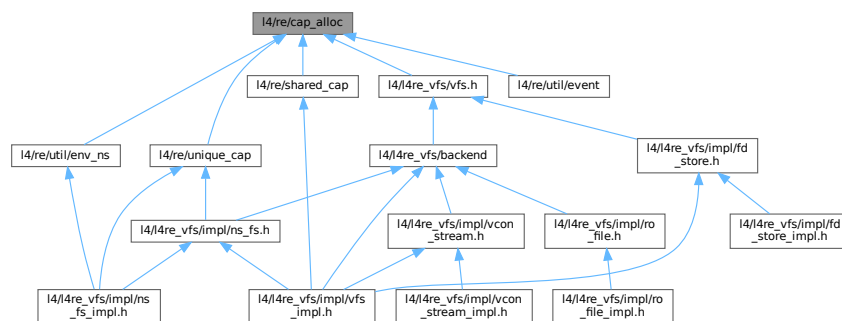 l4/re/cap_alloc
l4/re/shared_cap
l4/l4re_vfs/vfs.h
l4/re/util/event
l4/re/util/env_ns
l4/re/unique_cap
l4/l4re_vfs/backend
l4/l4re_vfs/impl/fd
_store.h
l4/l4re_vfs/impl/ns_fs.h
l4/l4re_vfs/impl/vcon
_stream.h
l4/l4re_vfs/impl/ro
_file.h
l4/l4re_vfs/impl/fd
_store_impl.h
l4/l4re_vfs/impl/ns
_fs_impl.h
l4/l4re_vfs/impl/vfs
_impl.h
l4/l4re_vfs/impl/vcon
_stream_impl.h
l4/l4re_vfs/impl/ro
_file_impl.h